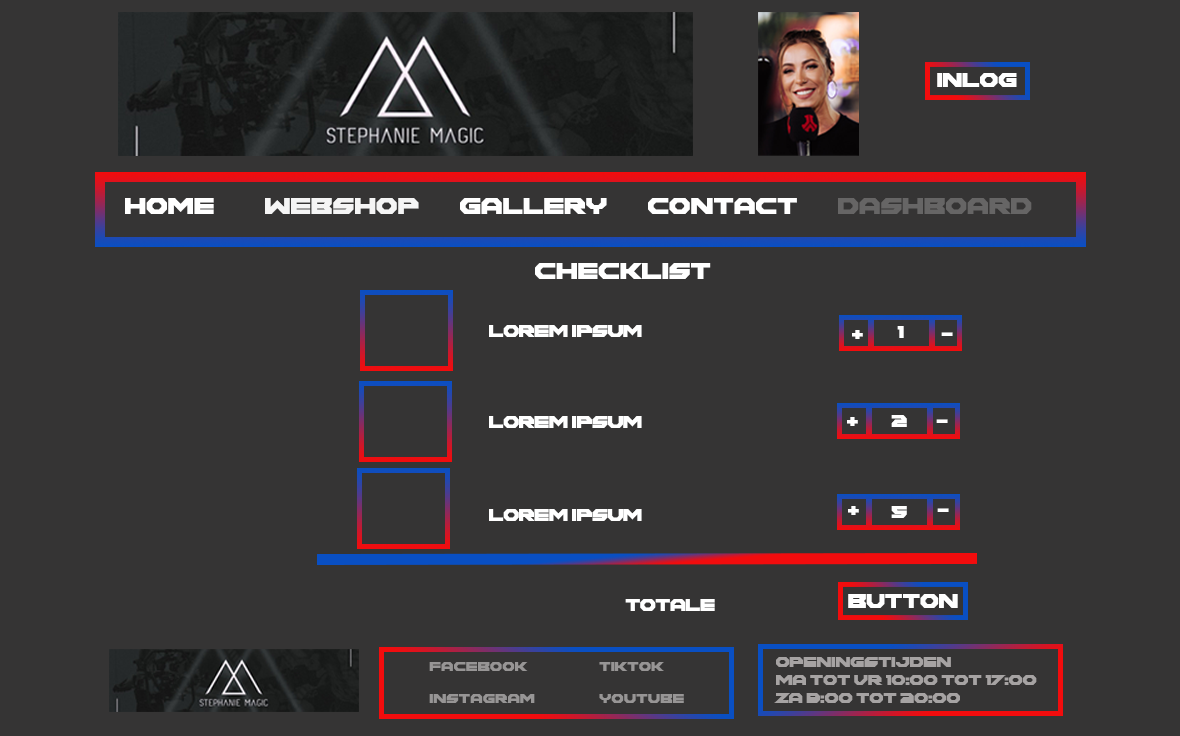 STEPHANIE MAGIC
INLOG
HOME WEBSHOP GALLERY CONTACT DASHBOARD
CHECKLIST
LOREM IPSUM + 1 -
LOREM IPSUM + 2 -
LOREM IPSUM + 5 -
TOTALE BUTTON
STEPHANIE MAGIC
FACEBOOK TIKTOK
INSTAGRAM YOUTUBE
OPENINGSTIJDEN
MA TOT VR 10:00 TOT 17:00
ZA 9:00 TOT 20:00